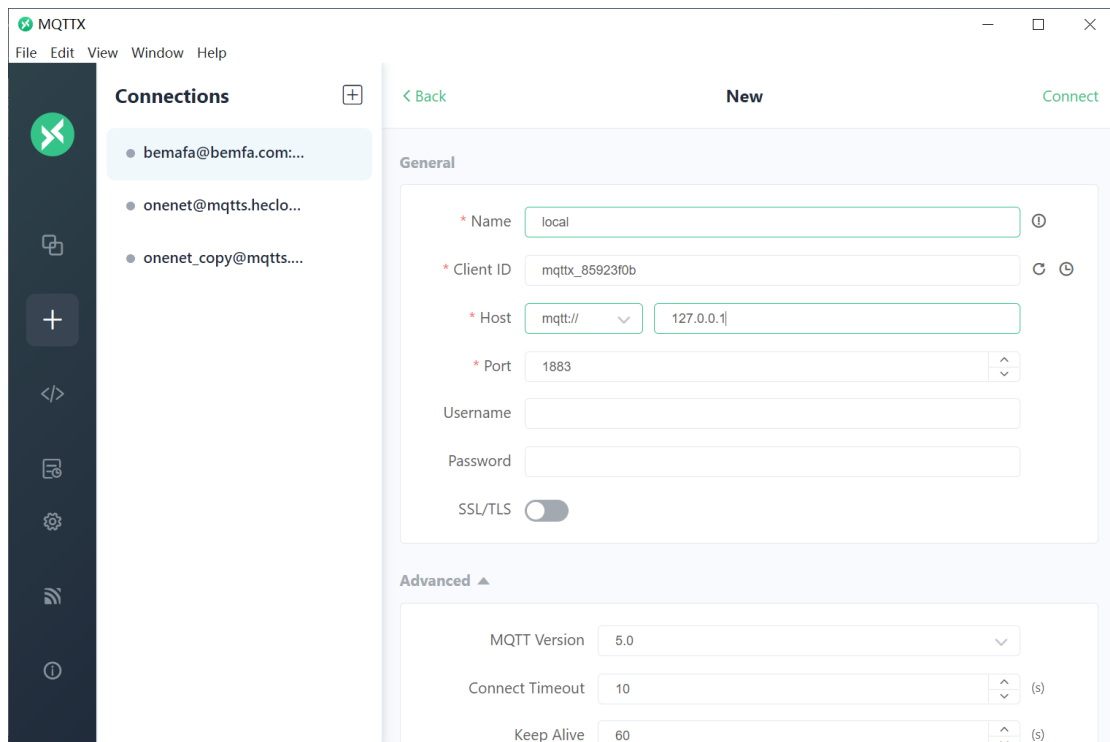 MQTTX
File Edit View Window Help
Connections
bemafa@bemfa.com:...
onenet@mqtts.heclo...
onenet_copy@mqtts....
Back New Connect
General
* Name local
* Client ID mqttx_85923f0b
* Host mqtt:// 127.0.0.1
* Port 1883
Username
Password
SSL/TLS
Advanced
MQTT Version 5.0
Connect Timeout 10 (s)
Keep Alive 60 (s)